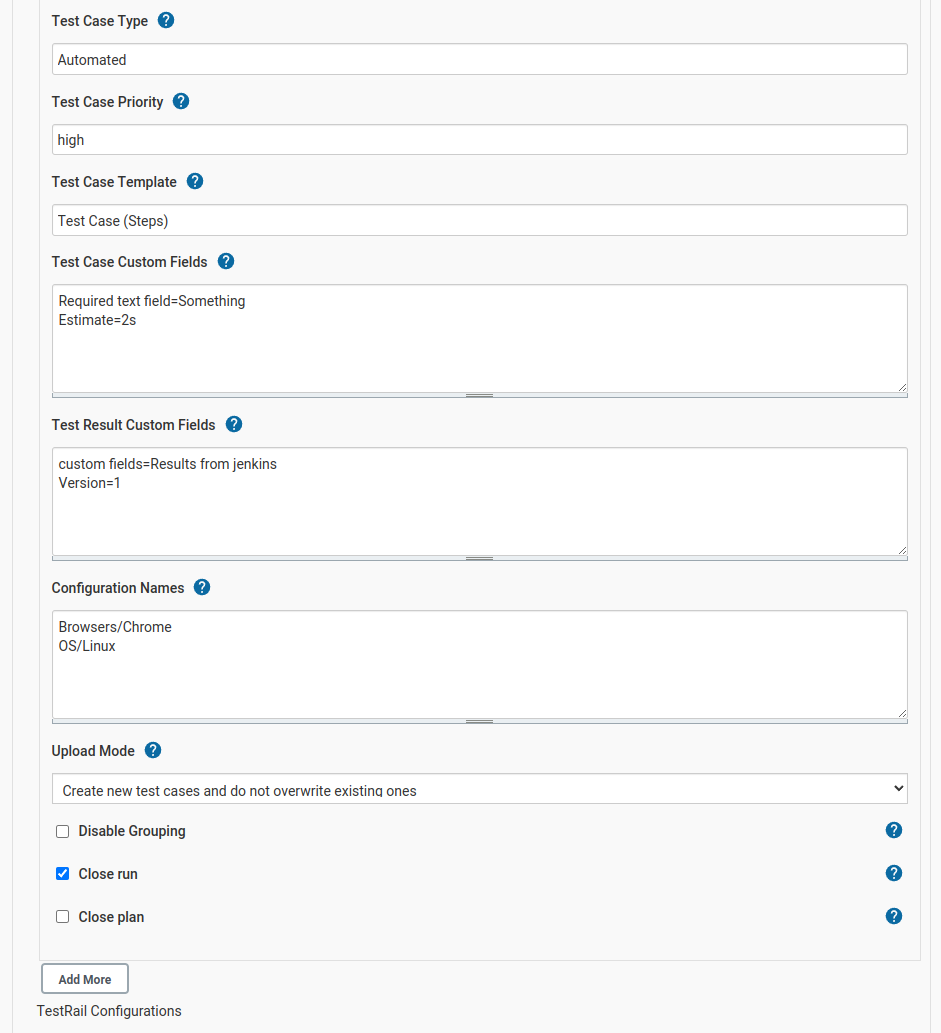 Test Case Type ?
Automated
Test Case Priority ?
high
Test Case Template ?
Test Case (Steps)
Test Case Custom Fields ?
Required text field=Something
Estimate=2s
Test Result Custom Fields ?
custom fields=Results from jenkins
Version=1
Configuration Names ?
Browsers/Chrome
OS/Linux
Upload Mode ?
Create new test cases and do not overwrite existing ones
Disable Grouping ?
Close run ?
Close plan ?
Add More
TestRail Configurations